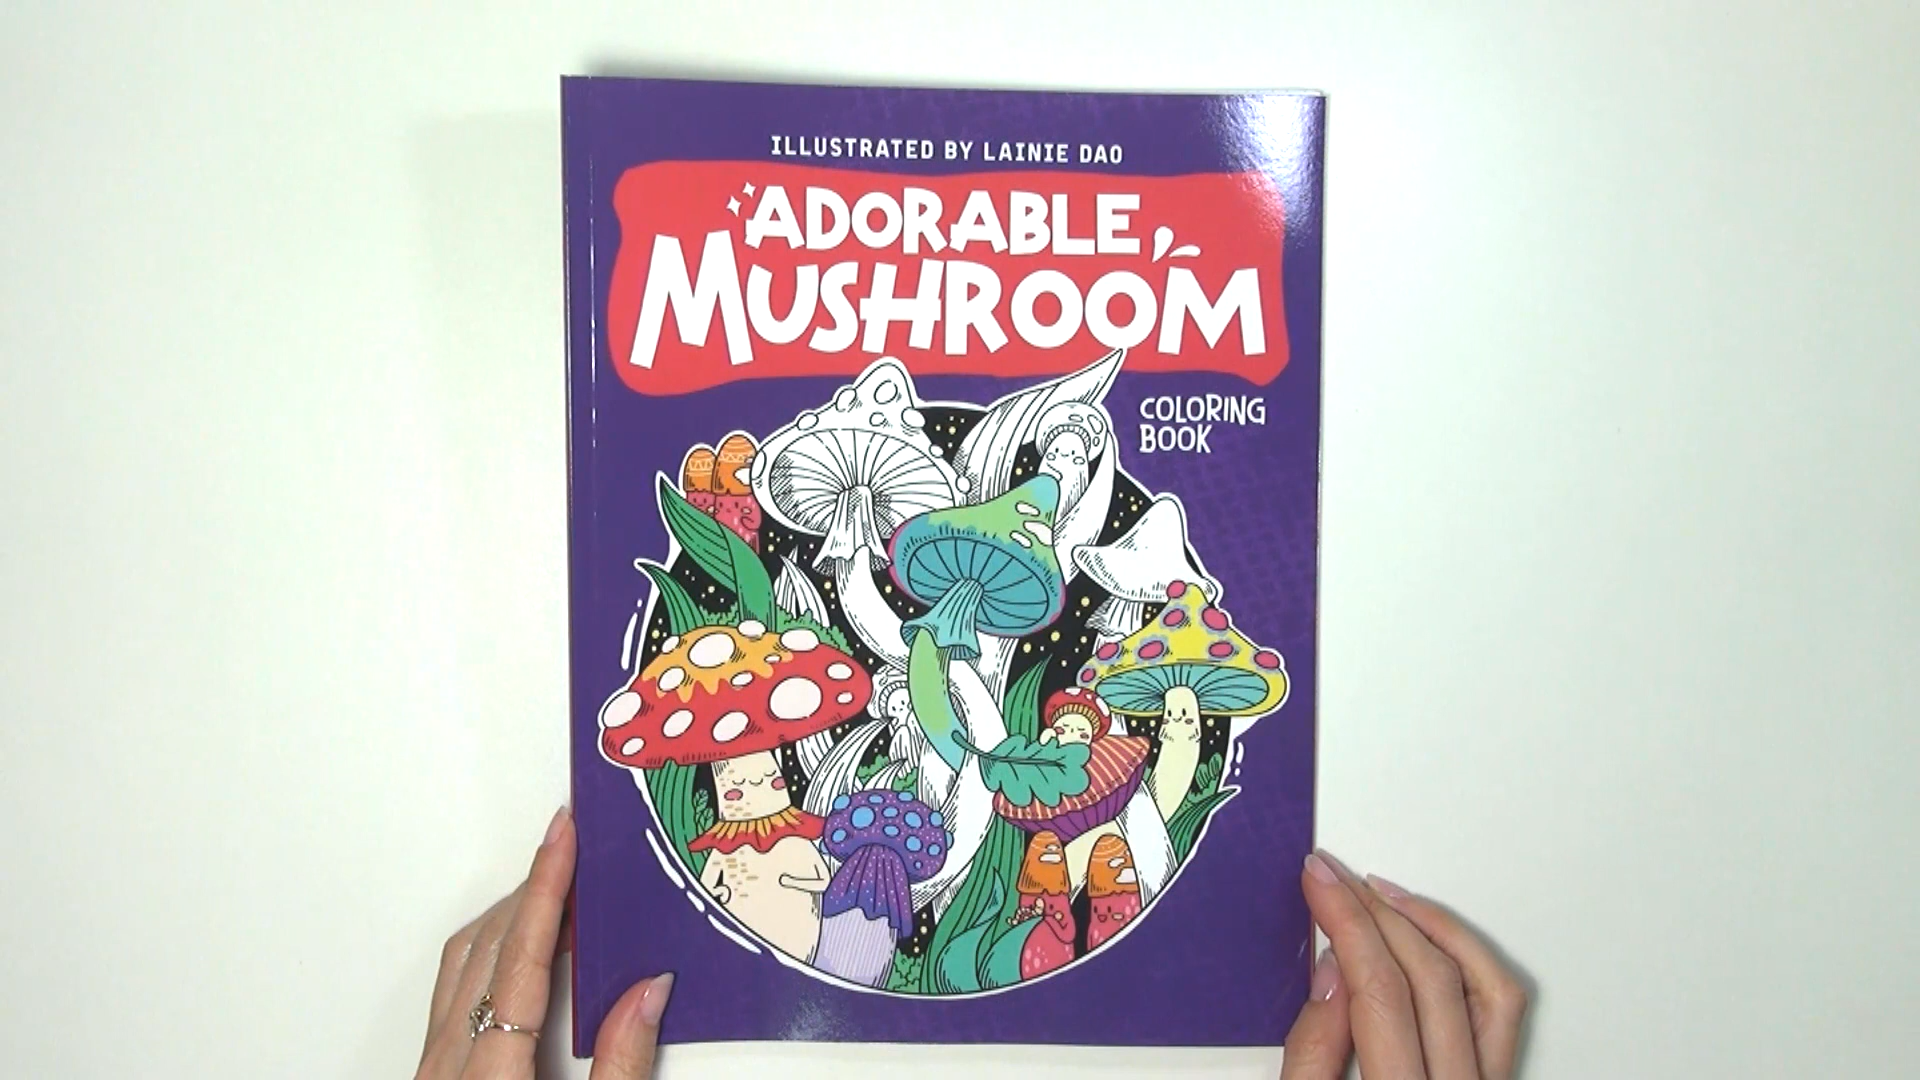 ILLUSTRATED BY LAINIE DAO
ADORABLE
MUSHROOM
COLORING
BOOK